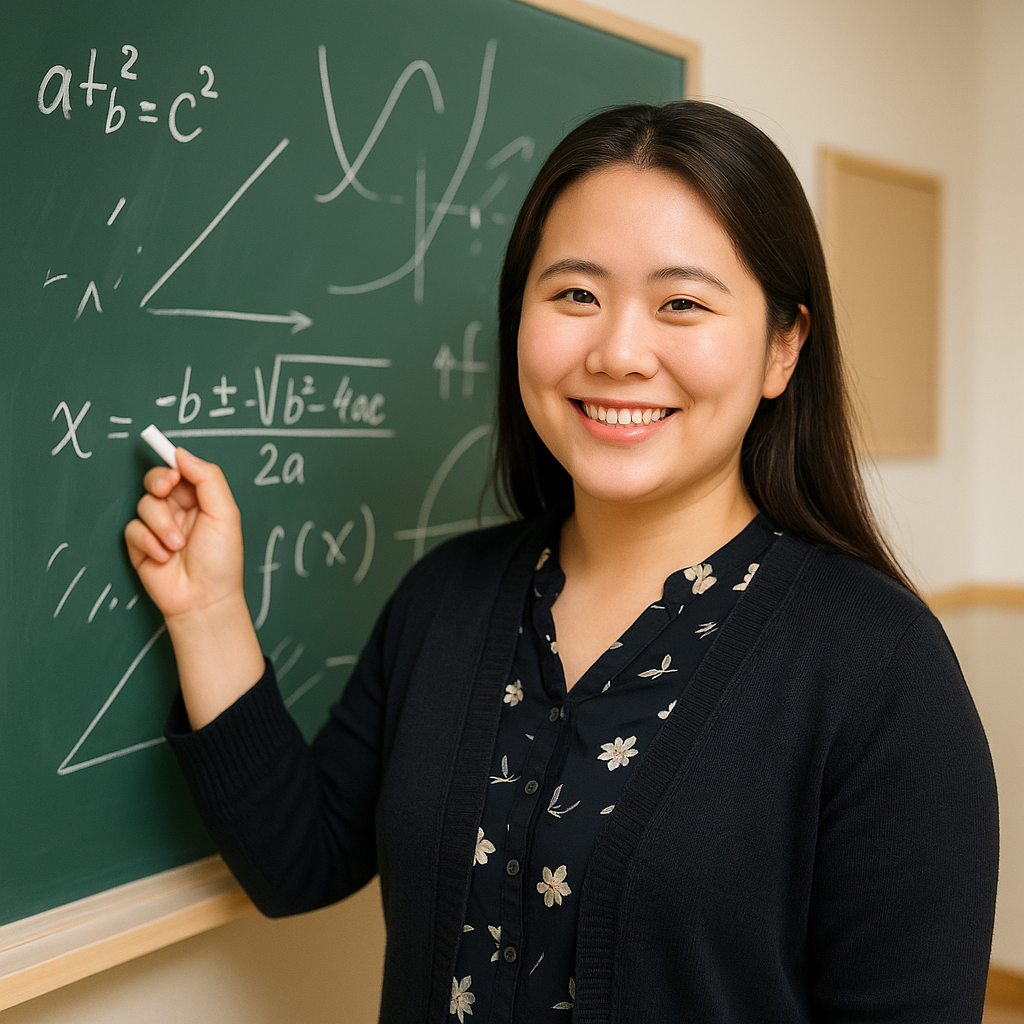 a+b²=c²
x = -b ± -√b²-4ac / 2a
f(x)